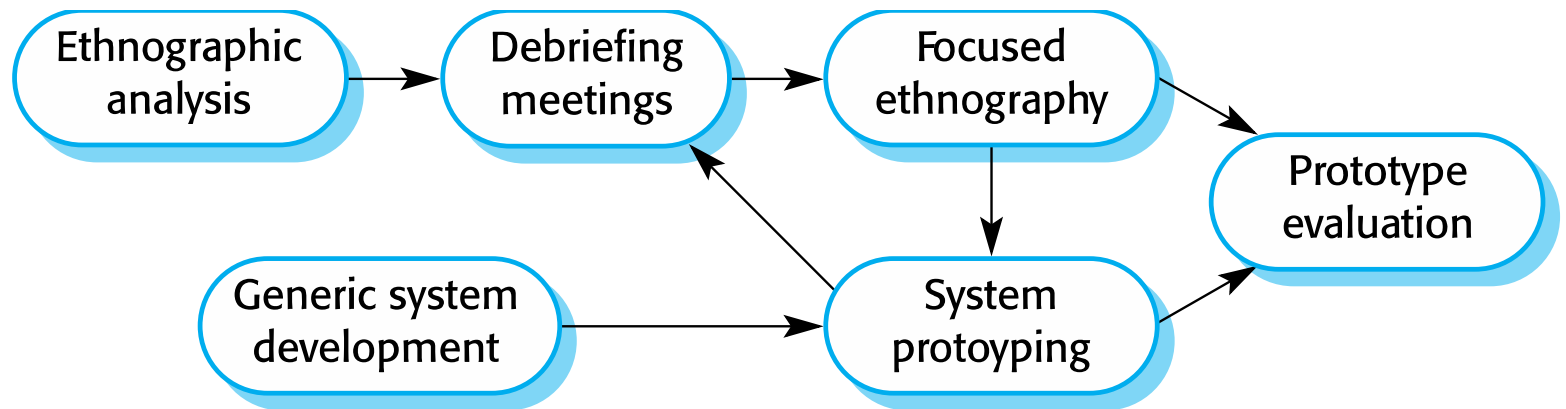 Ethnographic
analysis
Debriefing
meetings
Focused
ethnography
Prototype
evaluation
Generic system
development
System
protoyping